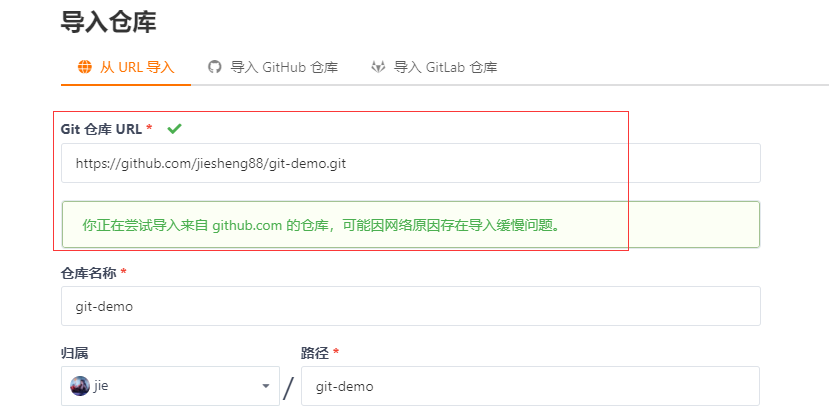 导入仓库
从 URL 导入 导入 GitHub 仓库 导入 GitLab 仓库
Git 仓库 URL *
https://github.com/jiesheng88/git-demo.git
你正在尝试导入来自 github.com 的仓库，可能因网络原因存在导入缓慢问题。
仓库名称 *
git-demo
归属 路径 *
jie / git-demo